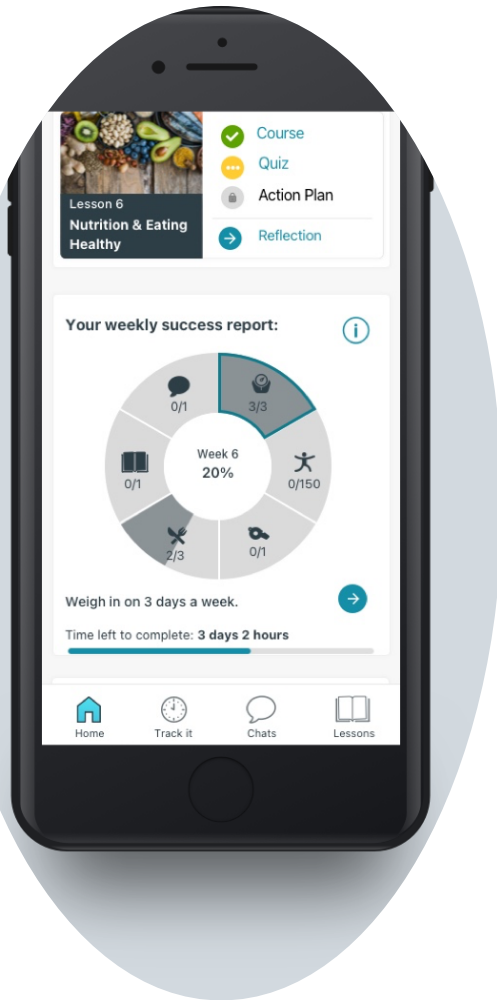 Course
Quiz
Lesson 6
Action Plan
Nutrition & Eating
Healthy
Reflection
Your weekly success report:
0/1
3/3
Week 6
20%
0/1
0/150
2/3
0/1
Weigh in on 3 days a week.
Time left to complete: 3 days 2 hours
Home
Track it
Chats
Lessons